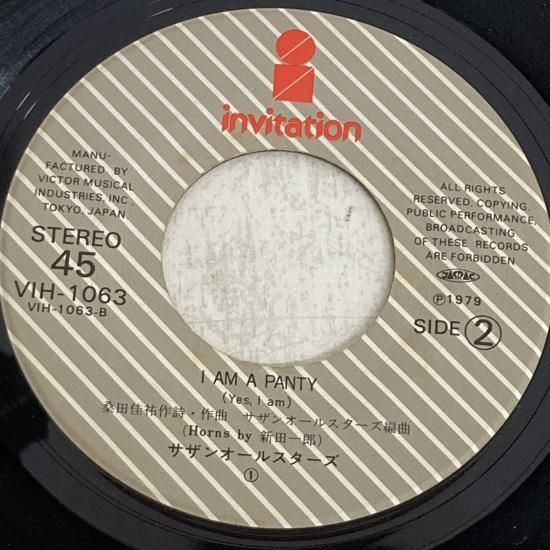 invitation
MANU-
FACTURED BY
VICTOR MUSICAL
INDUSTRIES, INC.,
TOKYO, JAPAN
STEREO
45
VIH-1063
VIH-1063-B
ALL RIGHTS
RESERVED. COPYING,
PUBLIC PERFORMANCE,
BROADCASTING
OF THESE RECORDS
ARE FORBIDDEN
JASRAC
Ⓟ1979
SIDE ②
I AM A PANTY
(Yes, I am)
桑田佳祐作詩・作曲 サザンオールスターズ編曲
(Horns by 新田一郎)
サザンオールスターズ
①